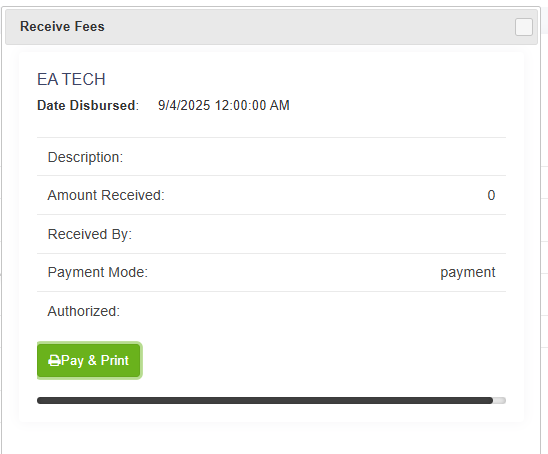 Receive Fees
EA TECH
Date Disbursed: 9/4/2025 12:00:00 AM
Description:
Amount Received: 0
Received By:
Payment Mode: payment
Authorized:
Pay & Print